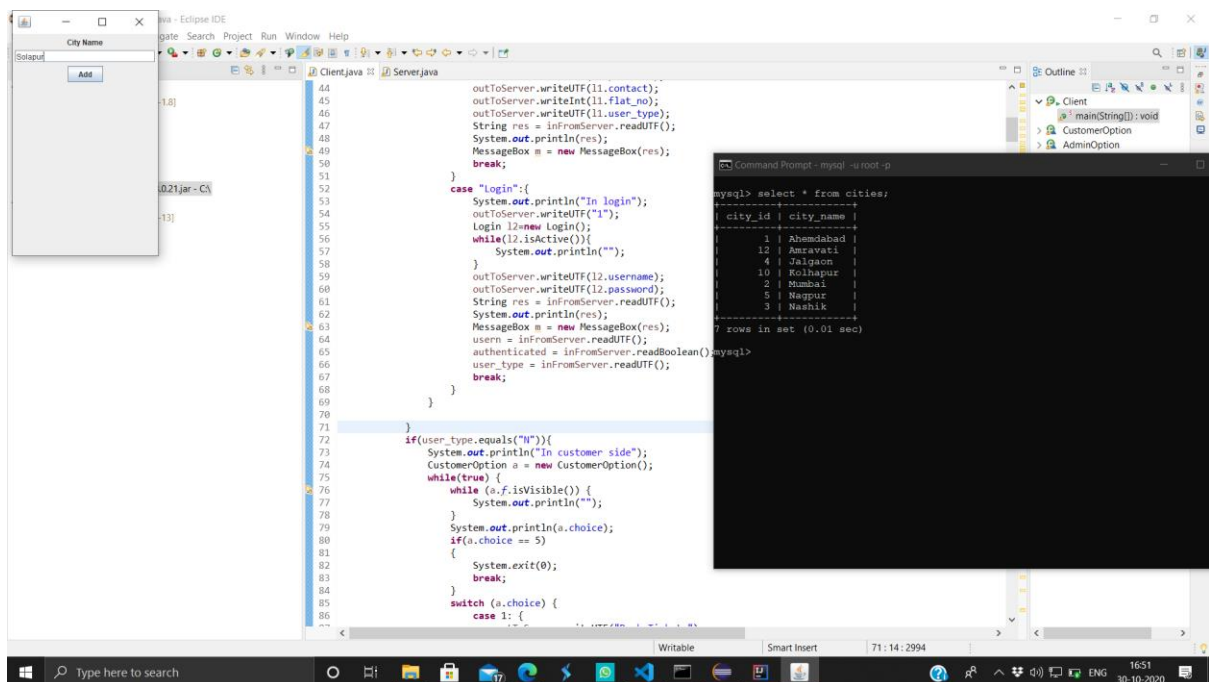 ava - Eclipse IDE
City Name
Solapur
Add
gate Search Project Run Window Help
Client.java
Server.java
-1.8]
.0.21.jar - C:\
-13]
44 outToServer.writeUTF(l1.contact);
45 outToServer.writeInt(l1.flat_no);
46 outToServer.writeUTF(l1.user_type);
47 String res = inFromServer.readUTF();
48 System.out.println(res);
49 MessageBox m = new MessageBox(res);
50 break;
51 }
52 case "Login":{
53 System.out.println("In login");
54 outToServer.writeUTF("1");
55 Login l2=new Login();
56 while(l2.isActive()){
57 System.out.println("");
58 }
59 outToServer.writeUTF(l2.username);
60 outToServer.writeUTF(l2.password);
61 String res = inFromServer.readUTF();
62 System.out.println(res);
63 MessageBox m = new MessageBox(res);
64 usern = inFromServer.readUTF();
65 authenticated = inFromServer.readBoolean();
66 user_type = inFromServer.readUTF();
67 break;
68 }
69 }
70
71 }
72 if(user_type.equals("N")){
73 System.out.println("In customer side");
74 CustomerOption a = new CustomerOption();
75 while(true) {
76 while (a.f.isVisible()) {
77 System.out.println("");
78 }
79 System.out.println(a.choice);
80 if(a.choice == 5)
81 {
82 System.exit(0);
83 break;
84 }
85 switch (a.choice) {
86 case 1: {
Outline
Client
main(String[]) : void
CustomerOption
AdminOption
Command Prompt - mysql -u root -p
mysql> select * from cities;
+---------+-----------+
| city_id | city_name |
+---------+-----------+
| 1 | Ahemdabad |
| 12 | Amravati |
| 4 | Jalgaon |
| 10 | Kolhapur |
| 2 | Mumbai |
| 5 | Nagpur |
| 3 | Nashik |
+---------+-----------+
7 rows in set (0.01 sec)
mysql>
Writable
Smart Insert
71 : 14 : 2994
Type here to search
17
ENG
16:51
30-10-2020